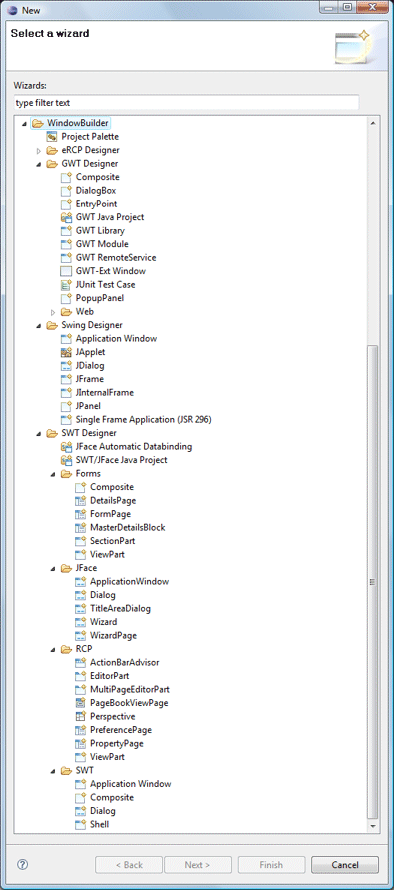 New
Select a wizard
Wizards:
type filter text
WindowBuilder
Project Palette
eRCP Designer
GWT Designer
Composite
DialogBox
EntryPoint
GWT Java Project
GWT Library
GWT Module
GWT RemoteService
GWT-Ext Window
JUnit Test Case
PopupPanel
Web
Swing Designer
Application Window
JApplet
JDialog
JFrame
JInternalFrame
JPanel
Single Frame Application (JSR 296)
SWT Designer
JFace Automatic Databinding
SWT/JFace Java Project
Forms
Composite
DetailsPage
FormPage
MasterDetailsBlock
SectionPart
ViewPart
JFace
ApplicationWindow
Dialog
TitleAreaDialog
Wizard
WizardPage
RCP
ActionBarAdvisor
EditorPart
MultiPageEditorPart
PageBookViewPage
Perspective
PreferencePage
PropertyPage
ViewPart
SWT
Application Window
Composite
Dialog
Shell
? < Back Next > Finish Cancel